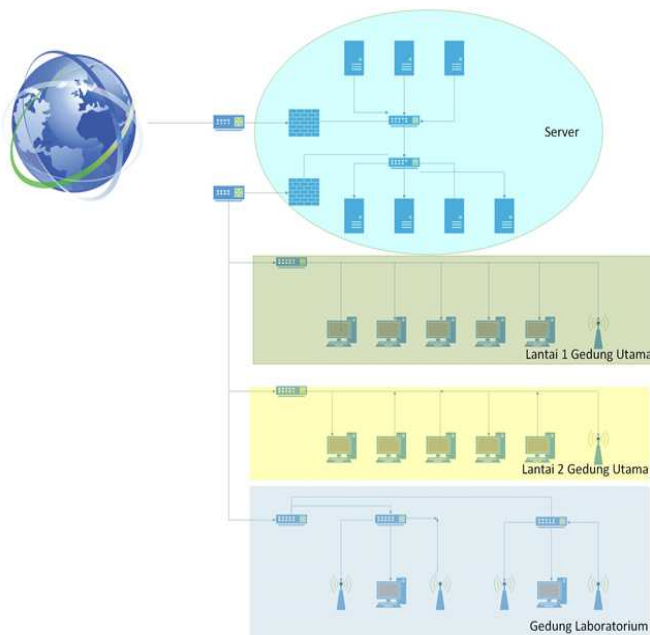 Server
Lantai 1 Gedung Utama
Lantai 2 Gedung Utama
Gedung Laboratorium